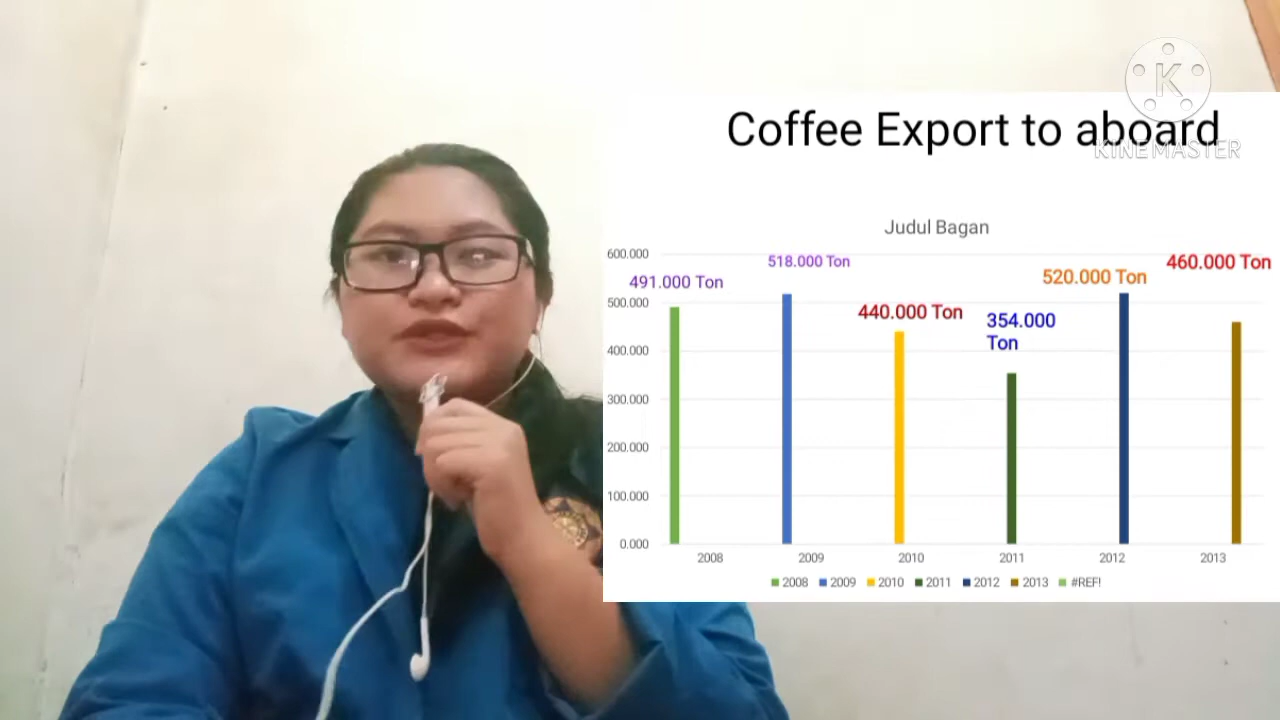 K
KINEMASTER
Coffee Export to aboard
Judul Bagan
600.000
500.000
400.000
300.000
200.000
100.000
0.000
491.000 Ton
518.000 Ton
440.000 Ton
354.000
Ton
520.000 Ton
460.000 Ton
2008 2009 2010 2011 2012 2013
2008 2009 2010 2011 2012 2013 #REF!